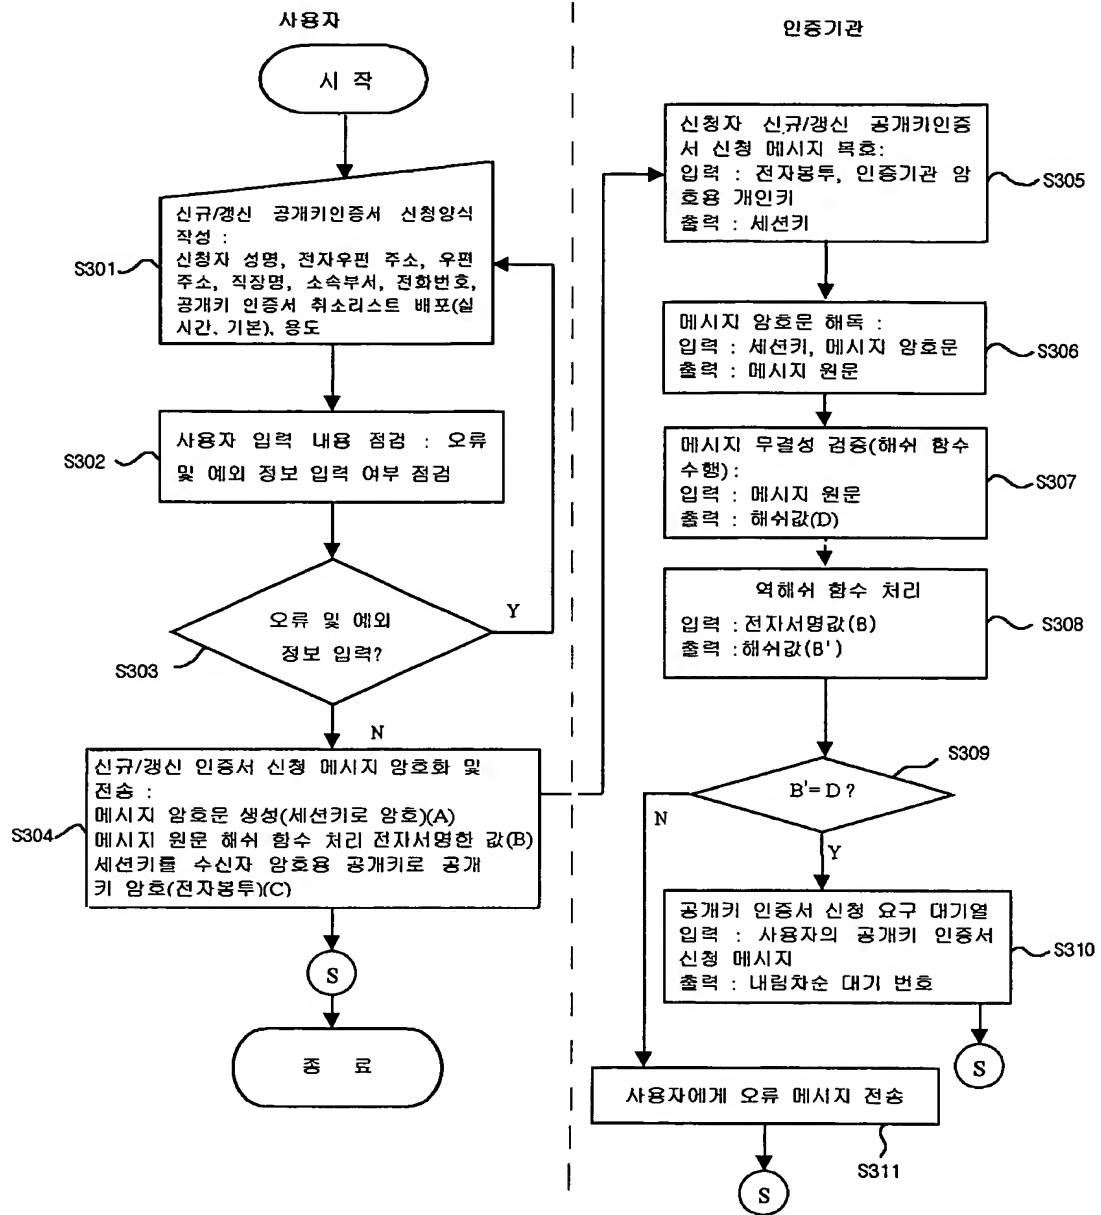 사용자
시 작
신규/갱신 공개키인증서 신청양식
작성 :
신청자 성명, 전자우편 주소, 우편
주소, 직장명, 소속부서, 전화번호,
공개키 인증서 취소리스트 배포(실
시간, 기본), 용도
S301
사용자 입력 내용 점검 : 오류
및 예외 정보 입력 여부 점검
S302
오류 및 예외
정보 입력?
Y
S303
N
신규/갱신 인증서 신청 메시지 암호화 및
전송 :
메시지 암호문 생성(세션키로 암호)(A)
메시지 원문 해쉬 함수 처리 전자서명한 값(B)
세션키를 수신자 암호용 공개키로 공개
키 암호(전자봉투)(C)
S304
S
종 료
인증기관
신청자 신규/갱신 공개키인증
서 신청 메시지 복호:
입력 : 전자봉투, 인증기관 암
호용 개인키
출력 : 세션키
S305
메시지 암호문 해독 :
입력 : 세션키, 메시지 암호문
출력 : 메시지 원문
S306
메시지 무결성 검증(해쉬 함수
수행) :
입력 : 메시지 원문
출력 : 해쉬값(D)
S307
역해쉬 함수 처리
입력 : 전자서명값(B)
출력 : 해쉬값(B')
S308
B'= D ?
S309
N
Y
공개키 인증서 신청 요구 대기열
입력 : 사용자의 공개키 인증서
신청 메시지
출력 : 내림차순 대기 번호
S310
S
사용자에게 오류 메시지 전송
S311
S